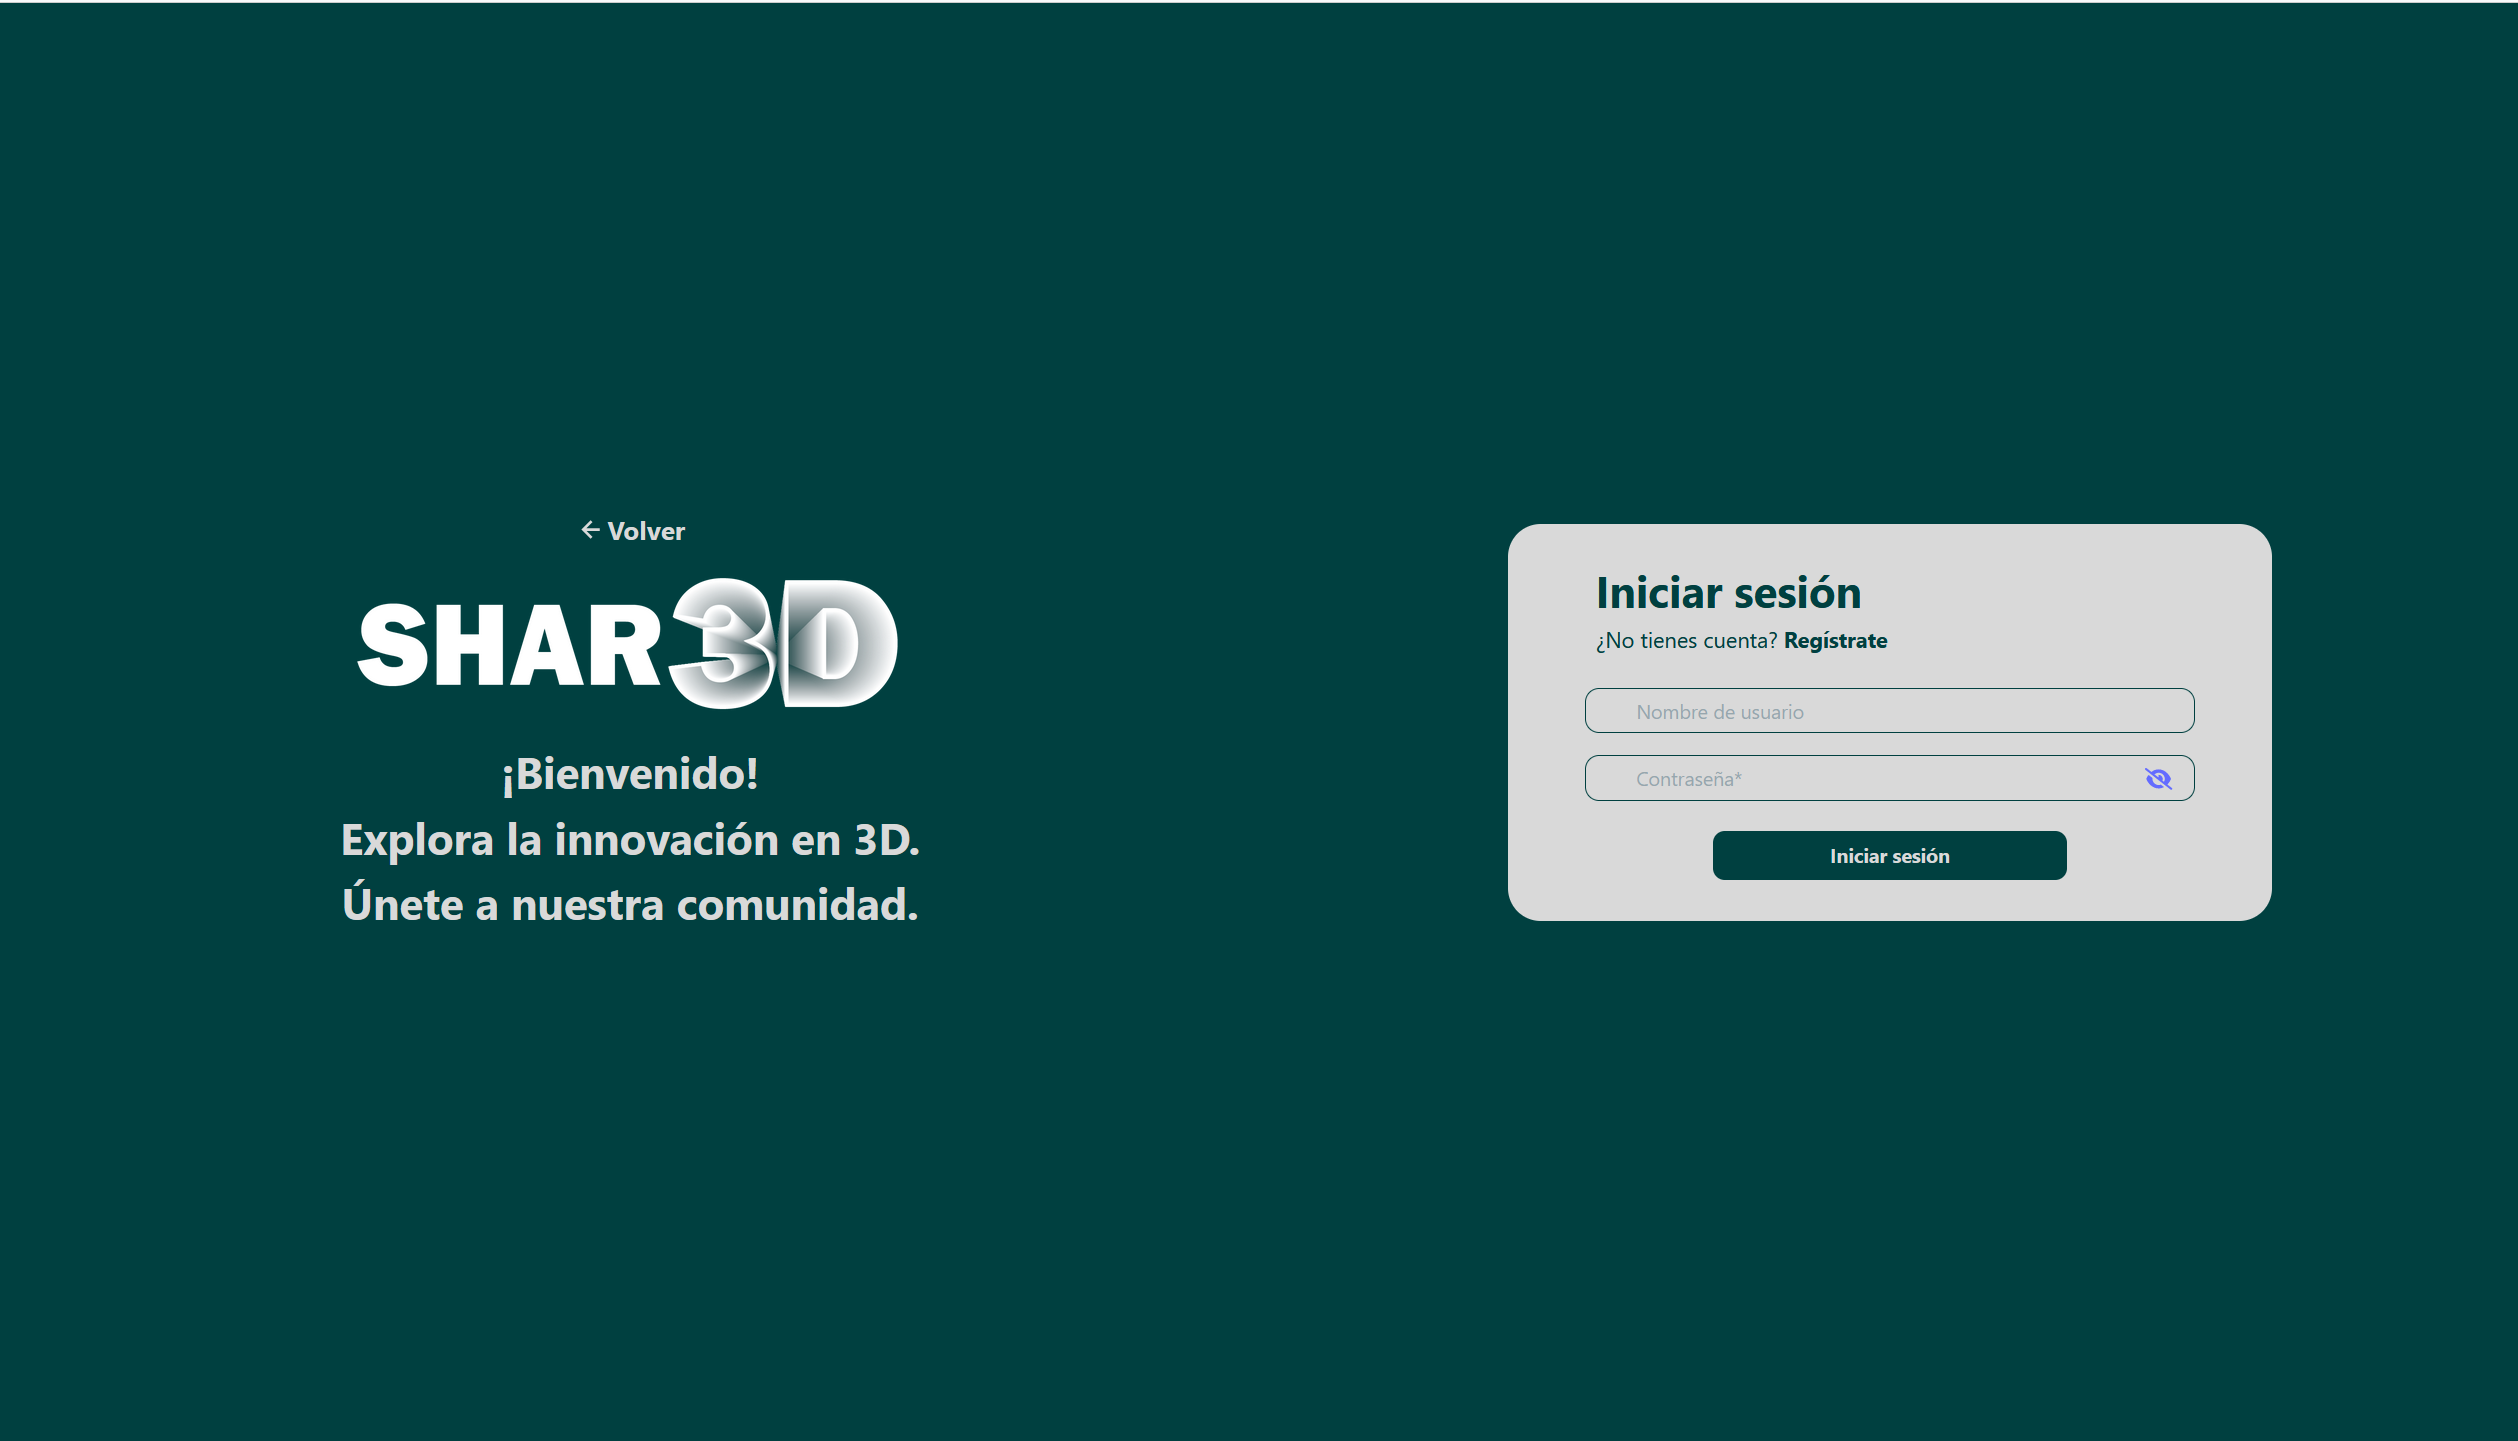 Volver
SHAR3D
¡Bienvenido!
Explora la innovación en 3D.
Únete a nuestra comunidad.
Iniciar sesión
¿No tienes cuenta? Regístrate
Nombre de usuario
Contraseña*
Iniciar sesión